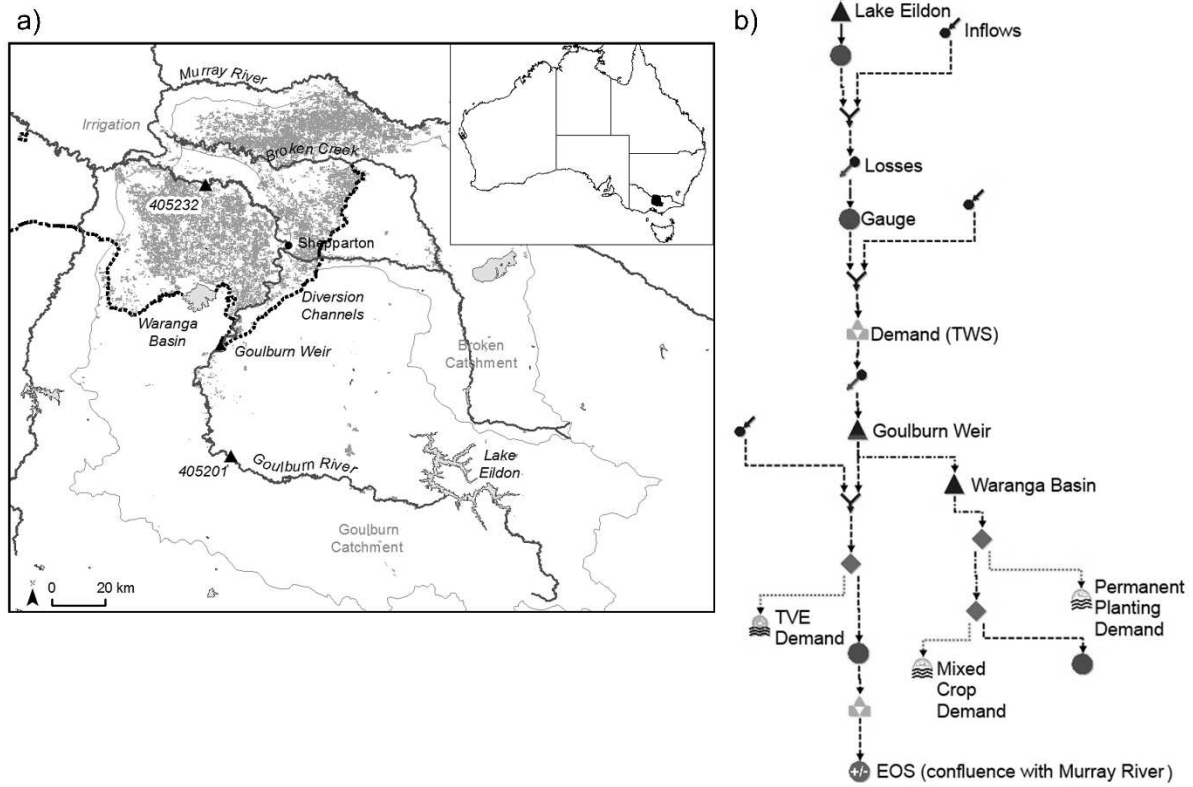 a)
Murray River
Irrigation
Broken Creek
405232
Shepparton
Diversion
Channels
Waranga
Basin
Goulburn Weir
Broken
Catchment
405201
Goulburn River
Lake
Eildon
Goulburn
Catchment
N
0 20 km
b)
Lake Eildon
Inflows
Losses
Gauge
Demand (TWS)
Goulburn Weir
Waranga Basin
Permanent
Planting
Demand
TVE
Demand
Mixed
Crop
Demand
+/- EOS (confluence with Murray River)